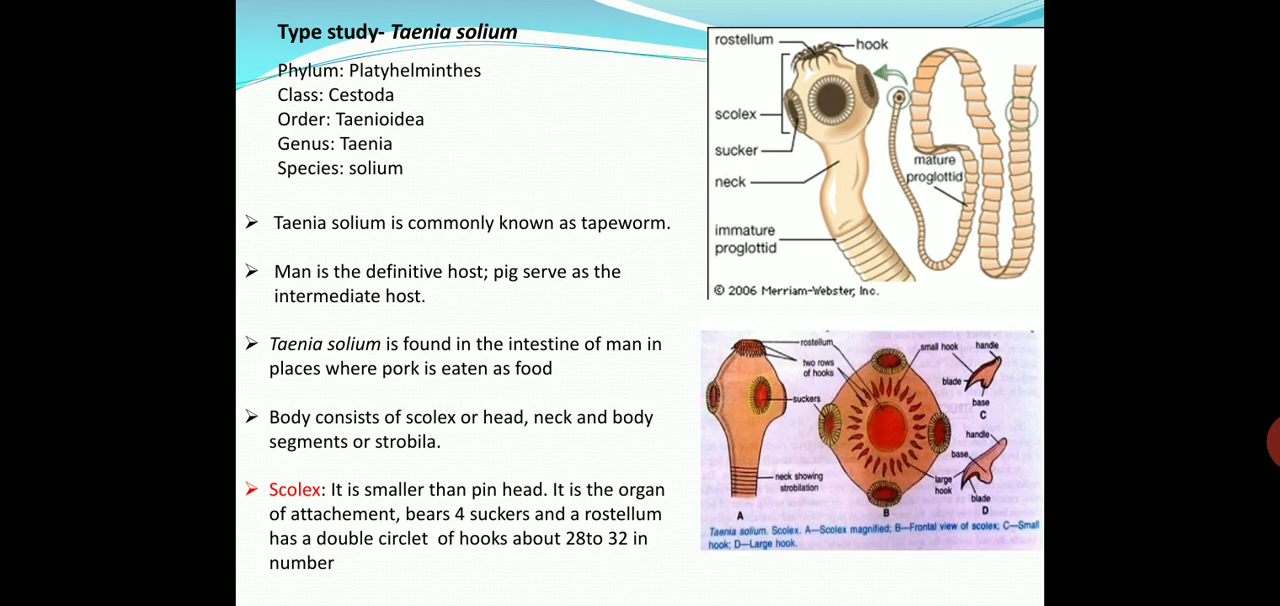 Type study- Taenia solium
Phylum: Platyhelminthes
Class: Cestoda
Order: Taenioidea
Genus: Taenia
Species: solium
➢ Taenia solium is commonly known as tapeworm.
➢ Man is the definitive host; pig serve as the
intermediate host.
➢ Taenia solium is found in the intestine of man in
places where pork is eaten as food
➢ Body consists of scolex or head, neck and body
segments or strobila.
➢ Scolex: It is smaller than pin head. It is the organ
of attachement, bears 4 suckers and a rostellum
has a double circlet of hooks about 28to 32 in
number
rostellum
hook
scolex
sucker
neck
immature
proglottid
mature
proglottid
© 2006 Merriam-Webster, Inc.
rostellum
two rows
of hooks
suckers
neck showing
strobilation
A
B
small hook
handle
blade
base
C
handle
base
large
hook
blade
D
Taenia solium. Scolex. A—Scolex magnified; B—Frontal view of scolex; C—Small
hook; D—Large hook.